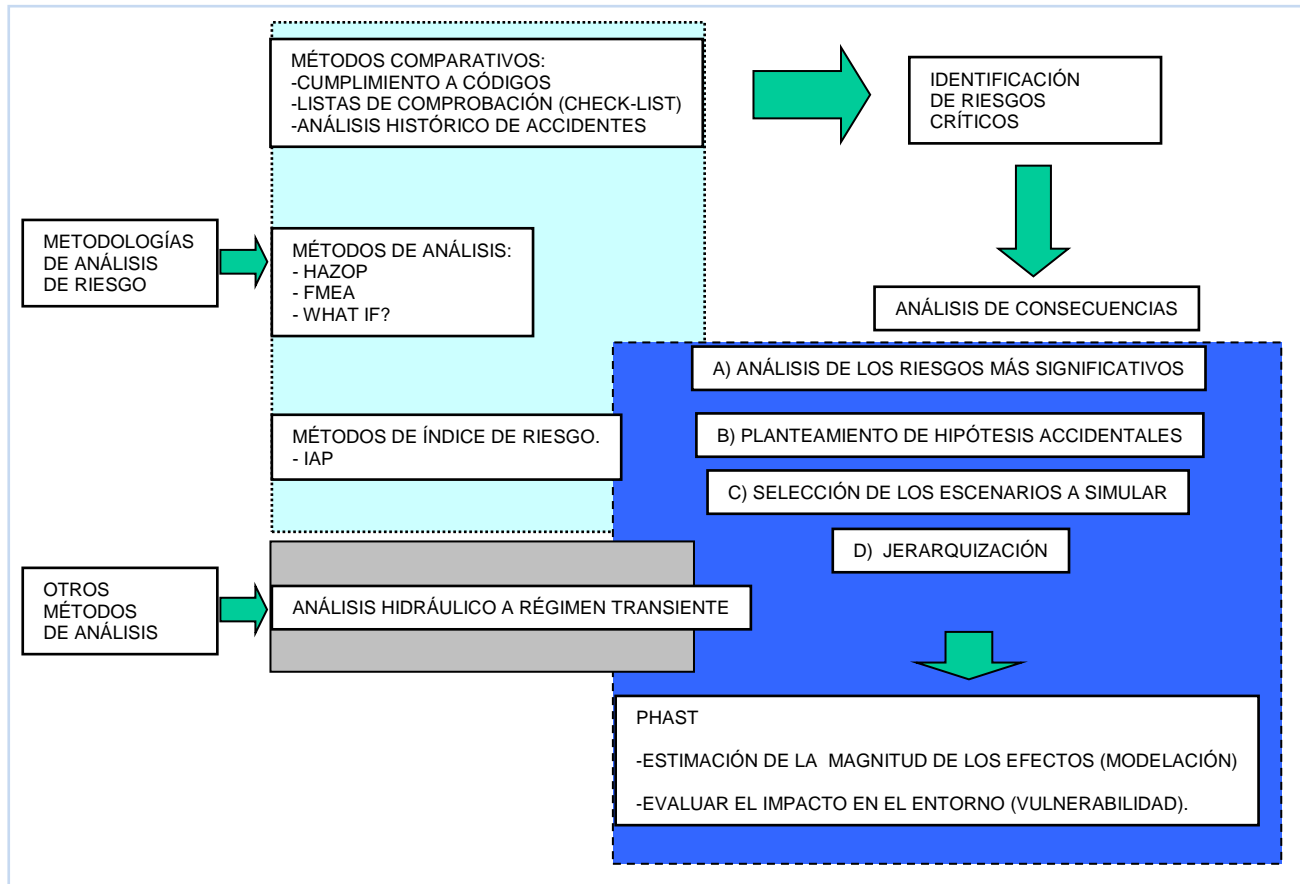 MÉTODOS COMPARATIVOS:
-CUMPLIMIENTO A CÓDIGOS
-LISTAS DE COMPROBACIÓN (CHECK-LIST)
-ANÁLISIS HISTÓRICO DE ACCIDENTES
IDENTIFICACIÓN
DE RIESGOS
CRÍTICOS
METODOLOGÍAS
DE ANÁLISIS
DE RIESGO
MÉTODOS DE ANÁLISIS:
- HAZOP
- FMEA
- WHAT IF?
ANÁLISIS DE CONSECUENCIAS
A) ANÁLISIS DE LOS RIESGOS MÁS SIGNIFICATIVOS
MÉTODOS DE ÍNDICE DE RIESGO.
- IAP
B) PLANTEAMIENTO DE HIPÓTESIS ACCIDENTALES
C) SELECCIÓN DE LOS ESCENARIOS A SIMULAR
D) JERARQUIZACIÓN
OTROS
MÉTODOS
DE ANÁLISIS
ANÁLISIS HIDRÁULICO A RÉGIMEN TRANSIENTE
PHAST
-ESTIMACIÓN DE LA MAGNITUD DE LOS EFECTOS (MODELACIÓN)
-EVALUAR EL IMPACTO EN EL ENTORNO (VULNERABILIDAD).